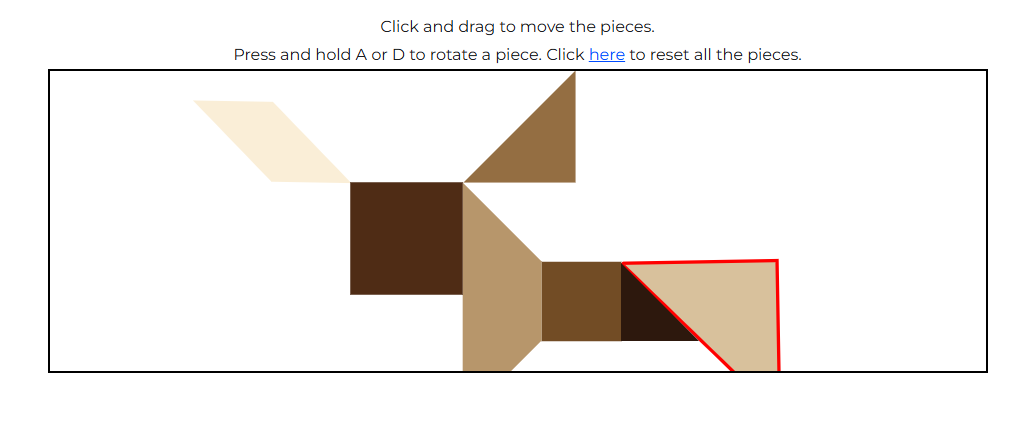 Click and drag to move the pieces.
Press and hold A or D to rotate a piece. Click here to reset all the pieces.